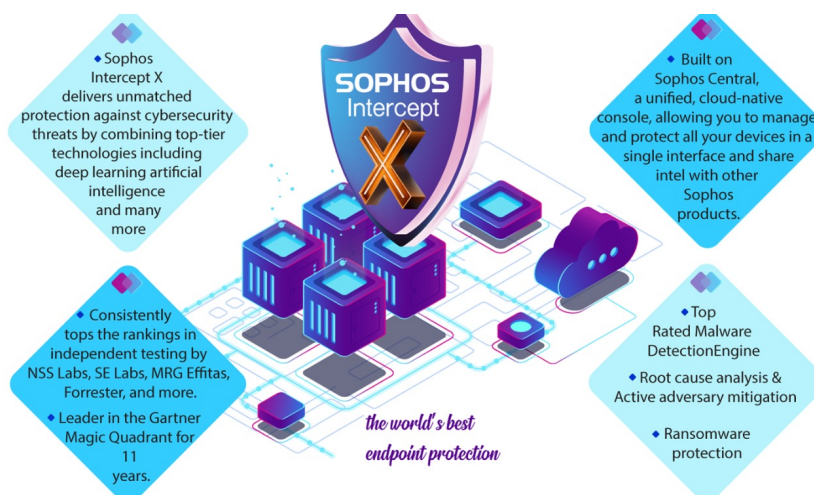 Sophos
Intercept X
delivers unmatched
protection against cybersecurity
threats by combining top-tier
technologies including
deep learning artificial
intelligence
and many
more
SOPHOS
Intercept
X
Built on
Sophos Central,
a unified, cloud-native
console, allowing you to manage
and protect all your devices in a
single interface and share
intel with other
Sophos
products.
Consistently
tops the rankings in
independent testing by
NSS Labs, SE Labs, MRG Effitas,
Forrester, and more.
Leader in the Gartner
Magic Quadrant for
11
years.
the world's best
endpoint protection
Top
Rated Malware
DetectionEngine
Root cause analysis &
Active adversary mitigation
Ransomware
protection